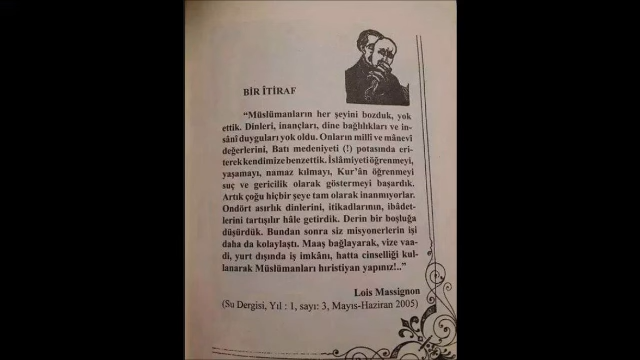 BİR İTİRAF
“Müslümanların her şeyini bozduk, yok
ettik. Dinleri, inançları, dine bağlılıkları ve in-
sânî duyguları yok oldu. Onların millî ve mânevî
değerlerini, Batı medeniyeti (!) potasında eri-
terek kendimize benzettik. İslâmiyeti öğrenmeyi,
yaşamayı, namaz kılmayı, Kur’ân öğrenmeyi
suç ve gericilik olarak göstermeyi başardık.
Artık çoğu hiçbir şeye tam olarak inanmıyorlar.
Ondört asırlık dinlerini, itikadlarının, ibâdet-
lerini tartışılır hâle getirdik. Derin bir boşluğa
düşürdük. Bundan sonra siz misyonerlerin işi
daha da kolaylaştı. Maaş bağlayarak, vize vaa-
di, yurt dışında iş imkânı, hatta cinselliği kul-
lanarak Müslümanları hıristiyan yapınız!..”
Lois Massignon
(Su Dergisi, Yıl : 1, sayı: 3, Mayıs-Haziran 2005)